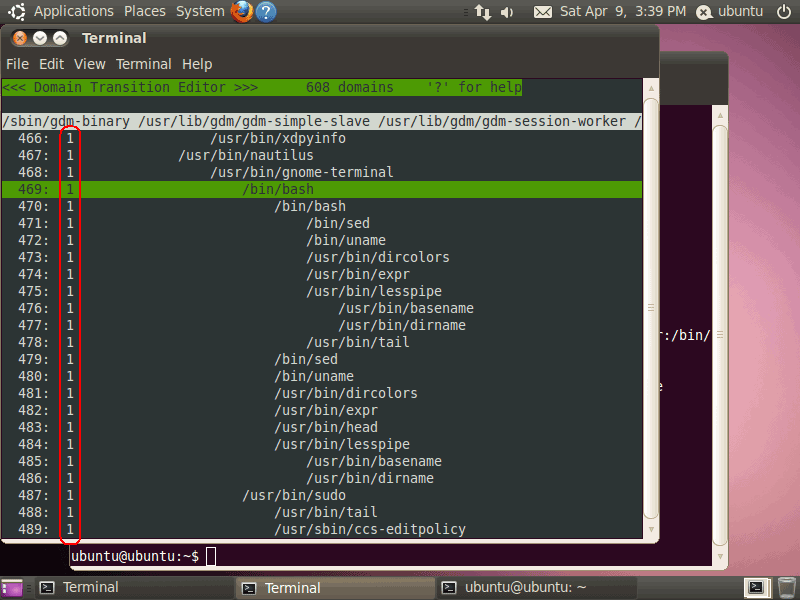 Applications Places System ? Sat Apr 9, 3:39 PM ubuntu
Terminal
File Edit View Terminal Help
<<< Domain Transition Editor >>> 608 domains '?' for help
/sbin/gdm-binary /usr/lib/gdm/gdm-simple-slave /usr/lib/gdm/gdm-session-worker /
466: 1 /usr/bin/xdpyinfo
467: 1 /usr/bin/nautilus
468: 1 /usr/bin/gnome-terminal
469: 1 /bin/bash
470: 1 /bin/bash
471: 1 /bin/sed
472: 1 /bin/uname
473: 1 /usr/bin/dircolors
474: 1 /usr/bin/expr
475: 1 /usr/bin/lesspipe
476: 1 /usr/bin/basename
477: 1 /usr/bin/dirname
478: 1 /usr/bin/tail
479: 1 /bin/sed
480: 1 /bin/uname
481: 1 /usr/bin/dircolors
482: 1 /usr/bin/expr
483: 1 /usr/bin/head
484: 1 /usr/bin/lesspipe
485: 1 /usr/bin/basename
486: 1 /usr/bin/dirname
487: 1 /usr/bin/sudo
488: 1 /usr/bin/tail
489: 1 /usr/sbin/ccs-editpolicy
r:/bin/
ubuntu@ubuntu:~$
Terminal Terminal ubuntu@ubuntu: ~